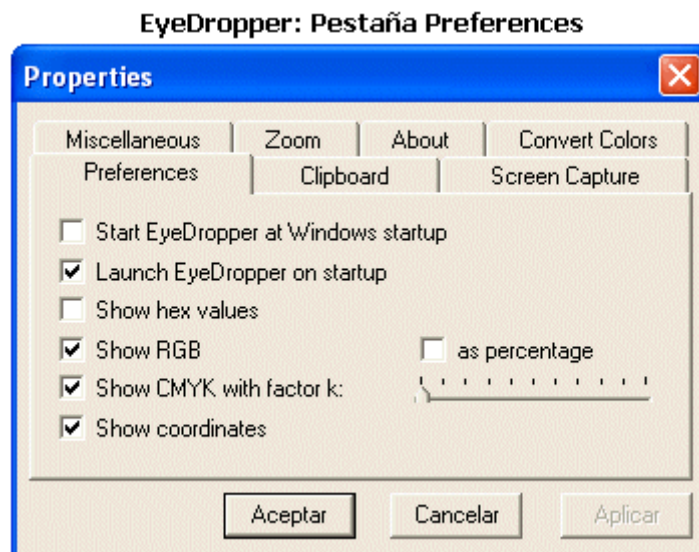 EyeDropper: Pestaña Preferences
Properties
Miscellaneous Zoom About Convert Colors
Preferences Clipboard Screen Capture
Start EyeDropper at Windows startup
Launch EyeDropper on startup
Show hex values
Show RGB as percentage
Show CMYK with factor k:
Show coordinates
Aceptar Cancelar Aplicar